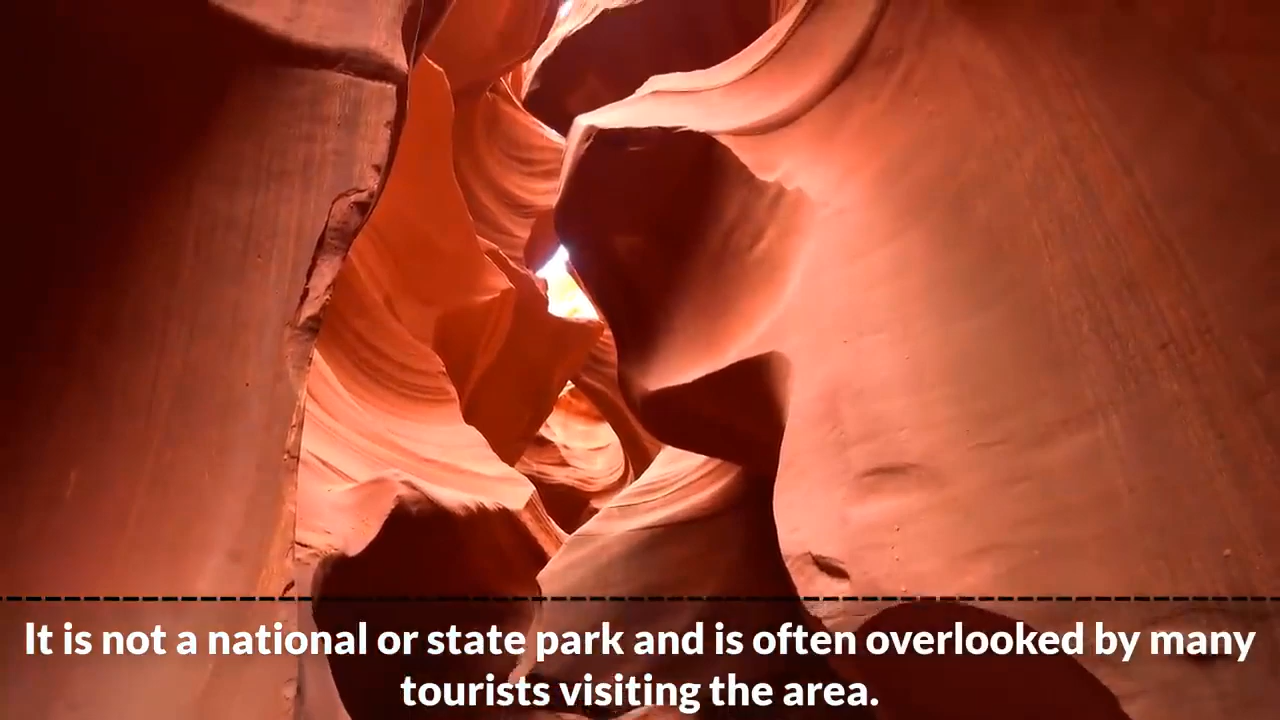 It is not a national or state park and is often overlooked by many
tourists visiting the area.